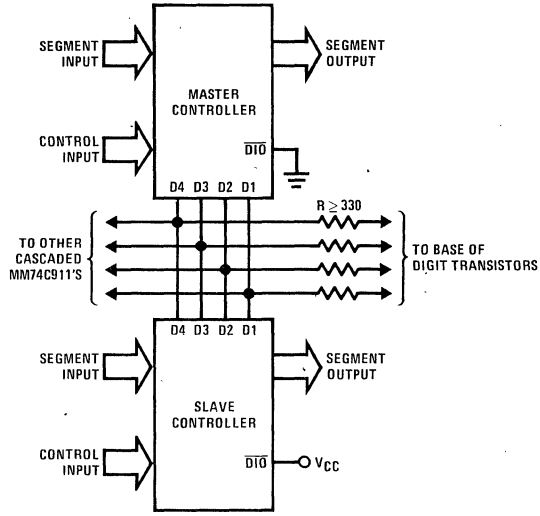 SEGMENT
INPUT
SEGMENT
OUTPUT
MASTER
CONTROLLER
CONTROL
INPUT
DIO
D4 D3 D2 D1
R ≥ 330
TO OTHER
CASCADED
MM74C911'S
TO BASE OF
DIGIT TRANSISTORS
D4 D3 D2 D1
SEGMENT
INPUT
SEGMENT
OUTPUT
SLAVE
CONTROLLER
CONTROL
INPUT
DIO
VCC